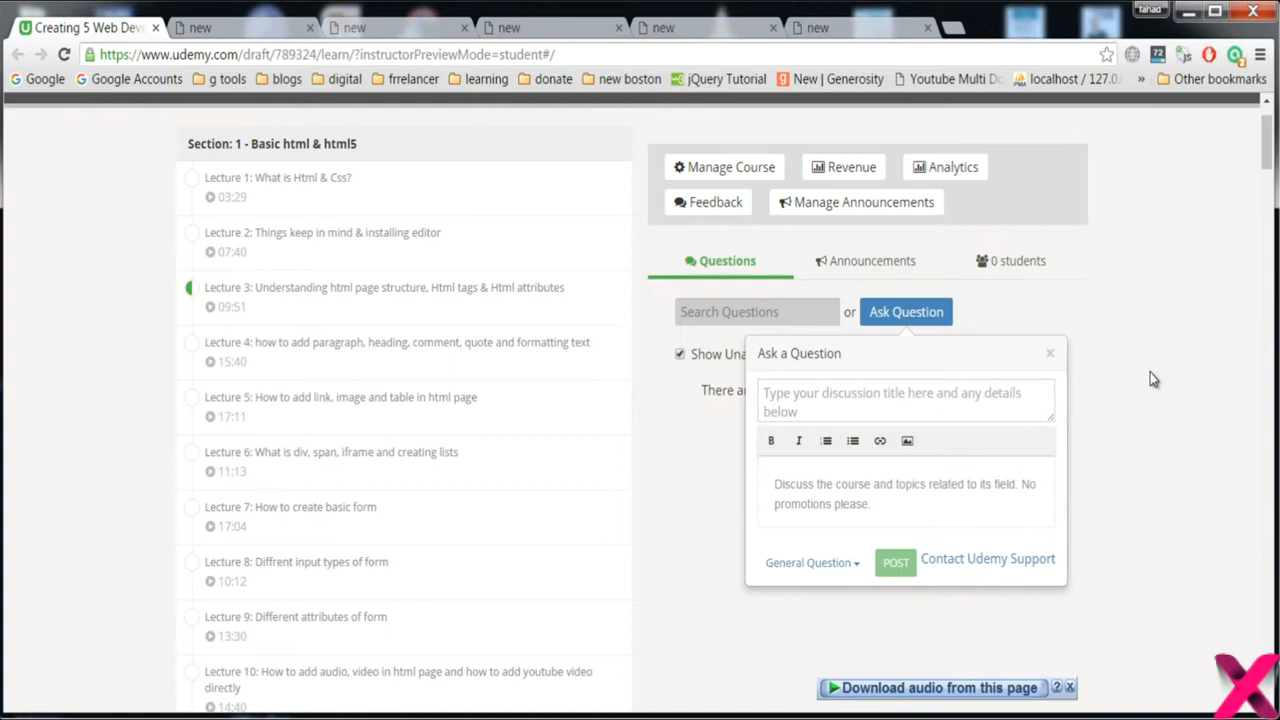 fahad
Creating 5 Web Deve
new
new
new
new
new
https://www.udemy.com/draft/789324/learn/?instructorPreviewMode=student#/
72
js
2
Google
Google Accounts
g tools
blogs
digital
frrelancer
learning
donate
new boston
jQuery Tutorial
New | Generosity
Youtube Multi Do
localhost / 127.0.
»
Other bookmarks
Section: 1 - Basic html & html5
Lecture 1: What is Html & Css?
03:29
Lecture 2: Things keep in mind & installing editor
07:40
Lecture 3: Understanding html page structure, Html tags & Html attributes
09:51
Lecture 4: how to add paragraph, heading, comment, quote and formatting text
15:40
Lecture 5: How to add link, image and table in html page
17:11
Lecture 6: What is div, span, iframe and creating lists
11:13
Lecture 7: How to create basic form
17:04
Lecture 8: Diffrent input types of form
10:12
Lecture 9: Different attributes of form
13:30
Lecture 10: How to add audio, video in html page and how to add youtube video
directly
14:40
Manage Course
Revenue
Analytics
Feedback
Manage Announcements
Questions
Announcements
0 students
Search Questions
or
Ask Question
Show Una
There ar
Ask a Question
×
Type your discussion title here and any details
below
B
I
Discuss the course and topics related to its field. No
promotions please.
General Question
POST
Contact Udemy Support
Download audio from this page
?
X
X